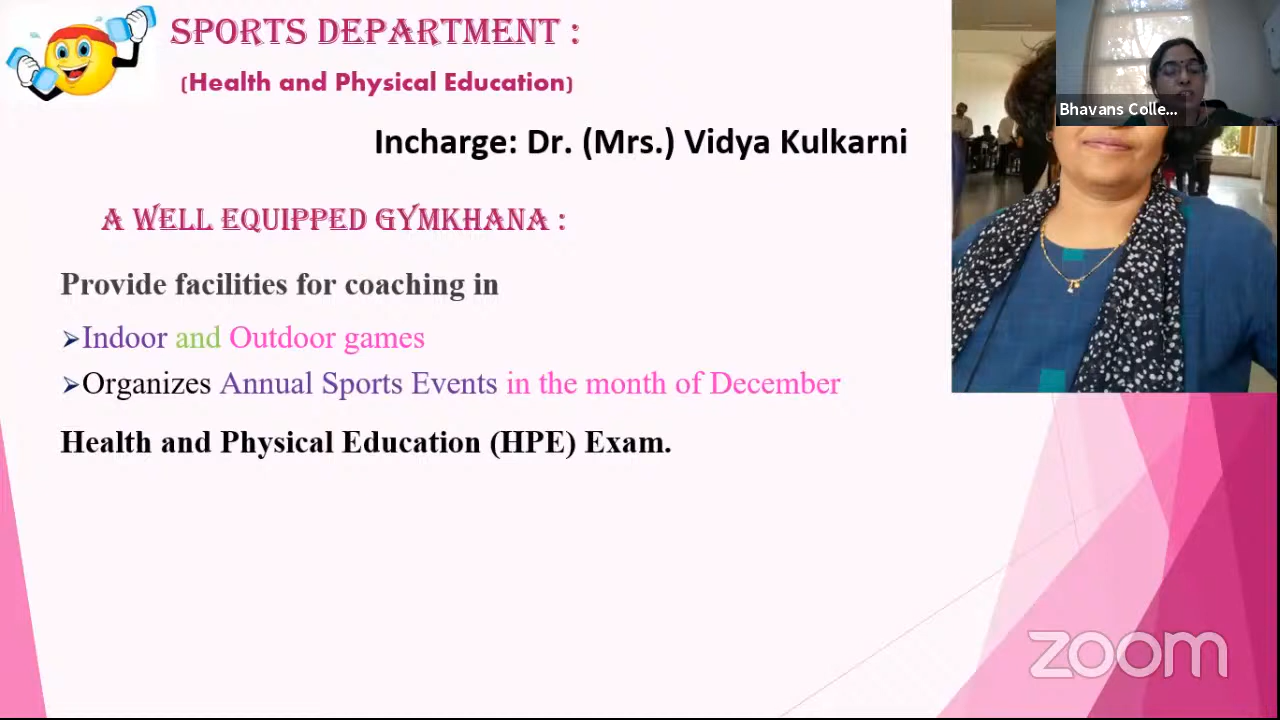 SPORTS DEPARTMENT :
(Health and Physical Education)
Bhavans Colle...
Incharge: Dr. (Mrs.) Vidya Kulkarni
A WELL EQUIPPED GYMKHANA :
Provide facilities for coaching in
➢Indoor and Outdoor games
➢Organizes Annual Sports Events in the month of December
Health and Physical Education (HPE) Exam.
zoom